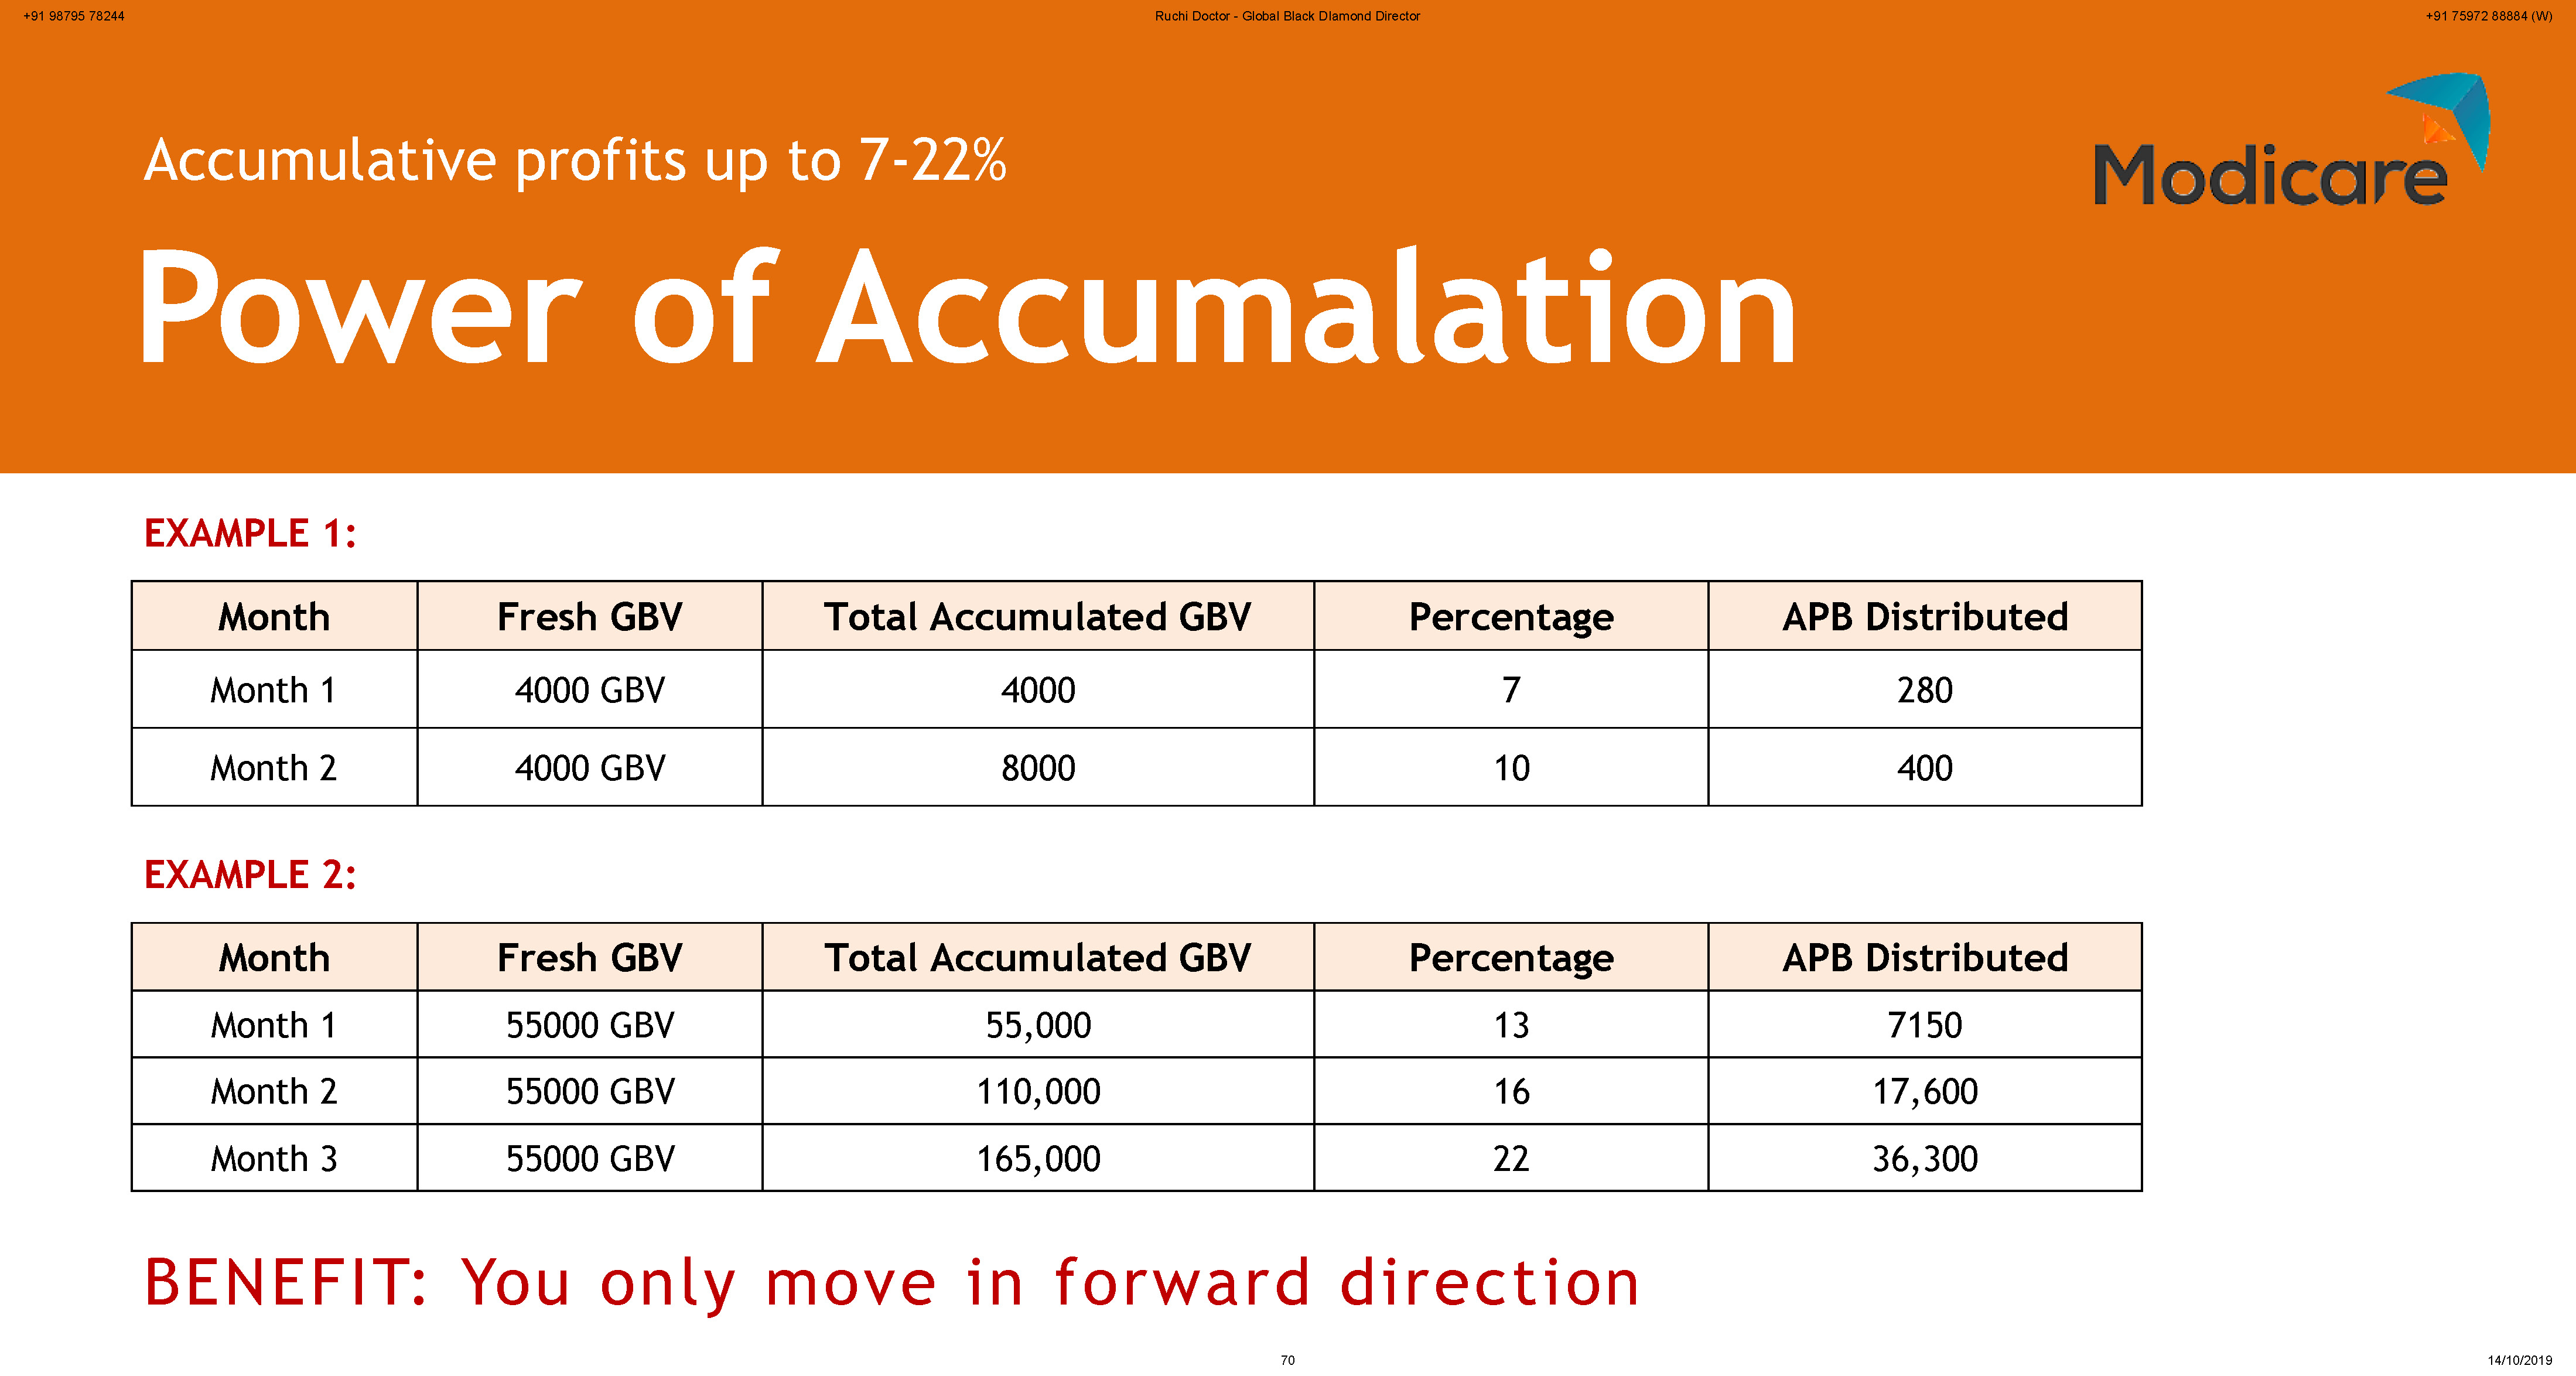 +91 98795 78244 Ruchi Doctor - Global Black DIamond Director +91 75972 88884 (W)
Accumulative profits up to 7-22%
Modicare
Power of Accumalation
EXAMPLE 1:
Month Fresh GBV Total Accumulated GBV Percentage APB Distributed
Month 1 4000 GBV 4000 7 280
Month 2 4000 GBV 8000 10 400
EXAMPLE 2:
Month Fresh GBV Total Accumulated GBV Percentage APB Distributed
Month 1 55000 GBV 55,000 13 7150
Month 2 55000 GBV 110,000 16 17,600
Month 3 55000 GBV 165,000 22 36,300
BENEFIT: You only move in forward direction
70 14/10/2019